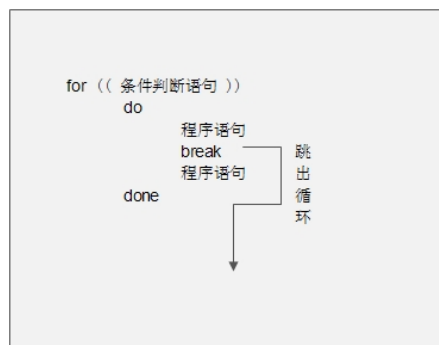 for (( 条件判断语句 ))
do
程序语句
break
程序语句
done
跳
出
循
环